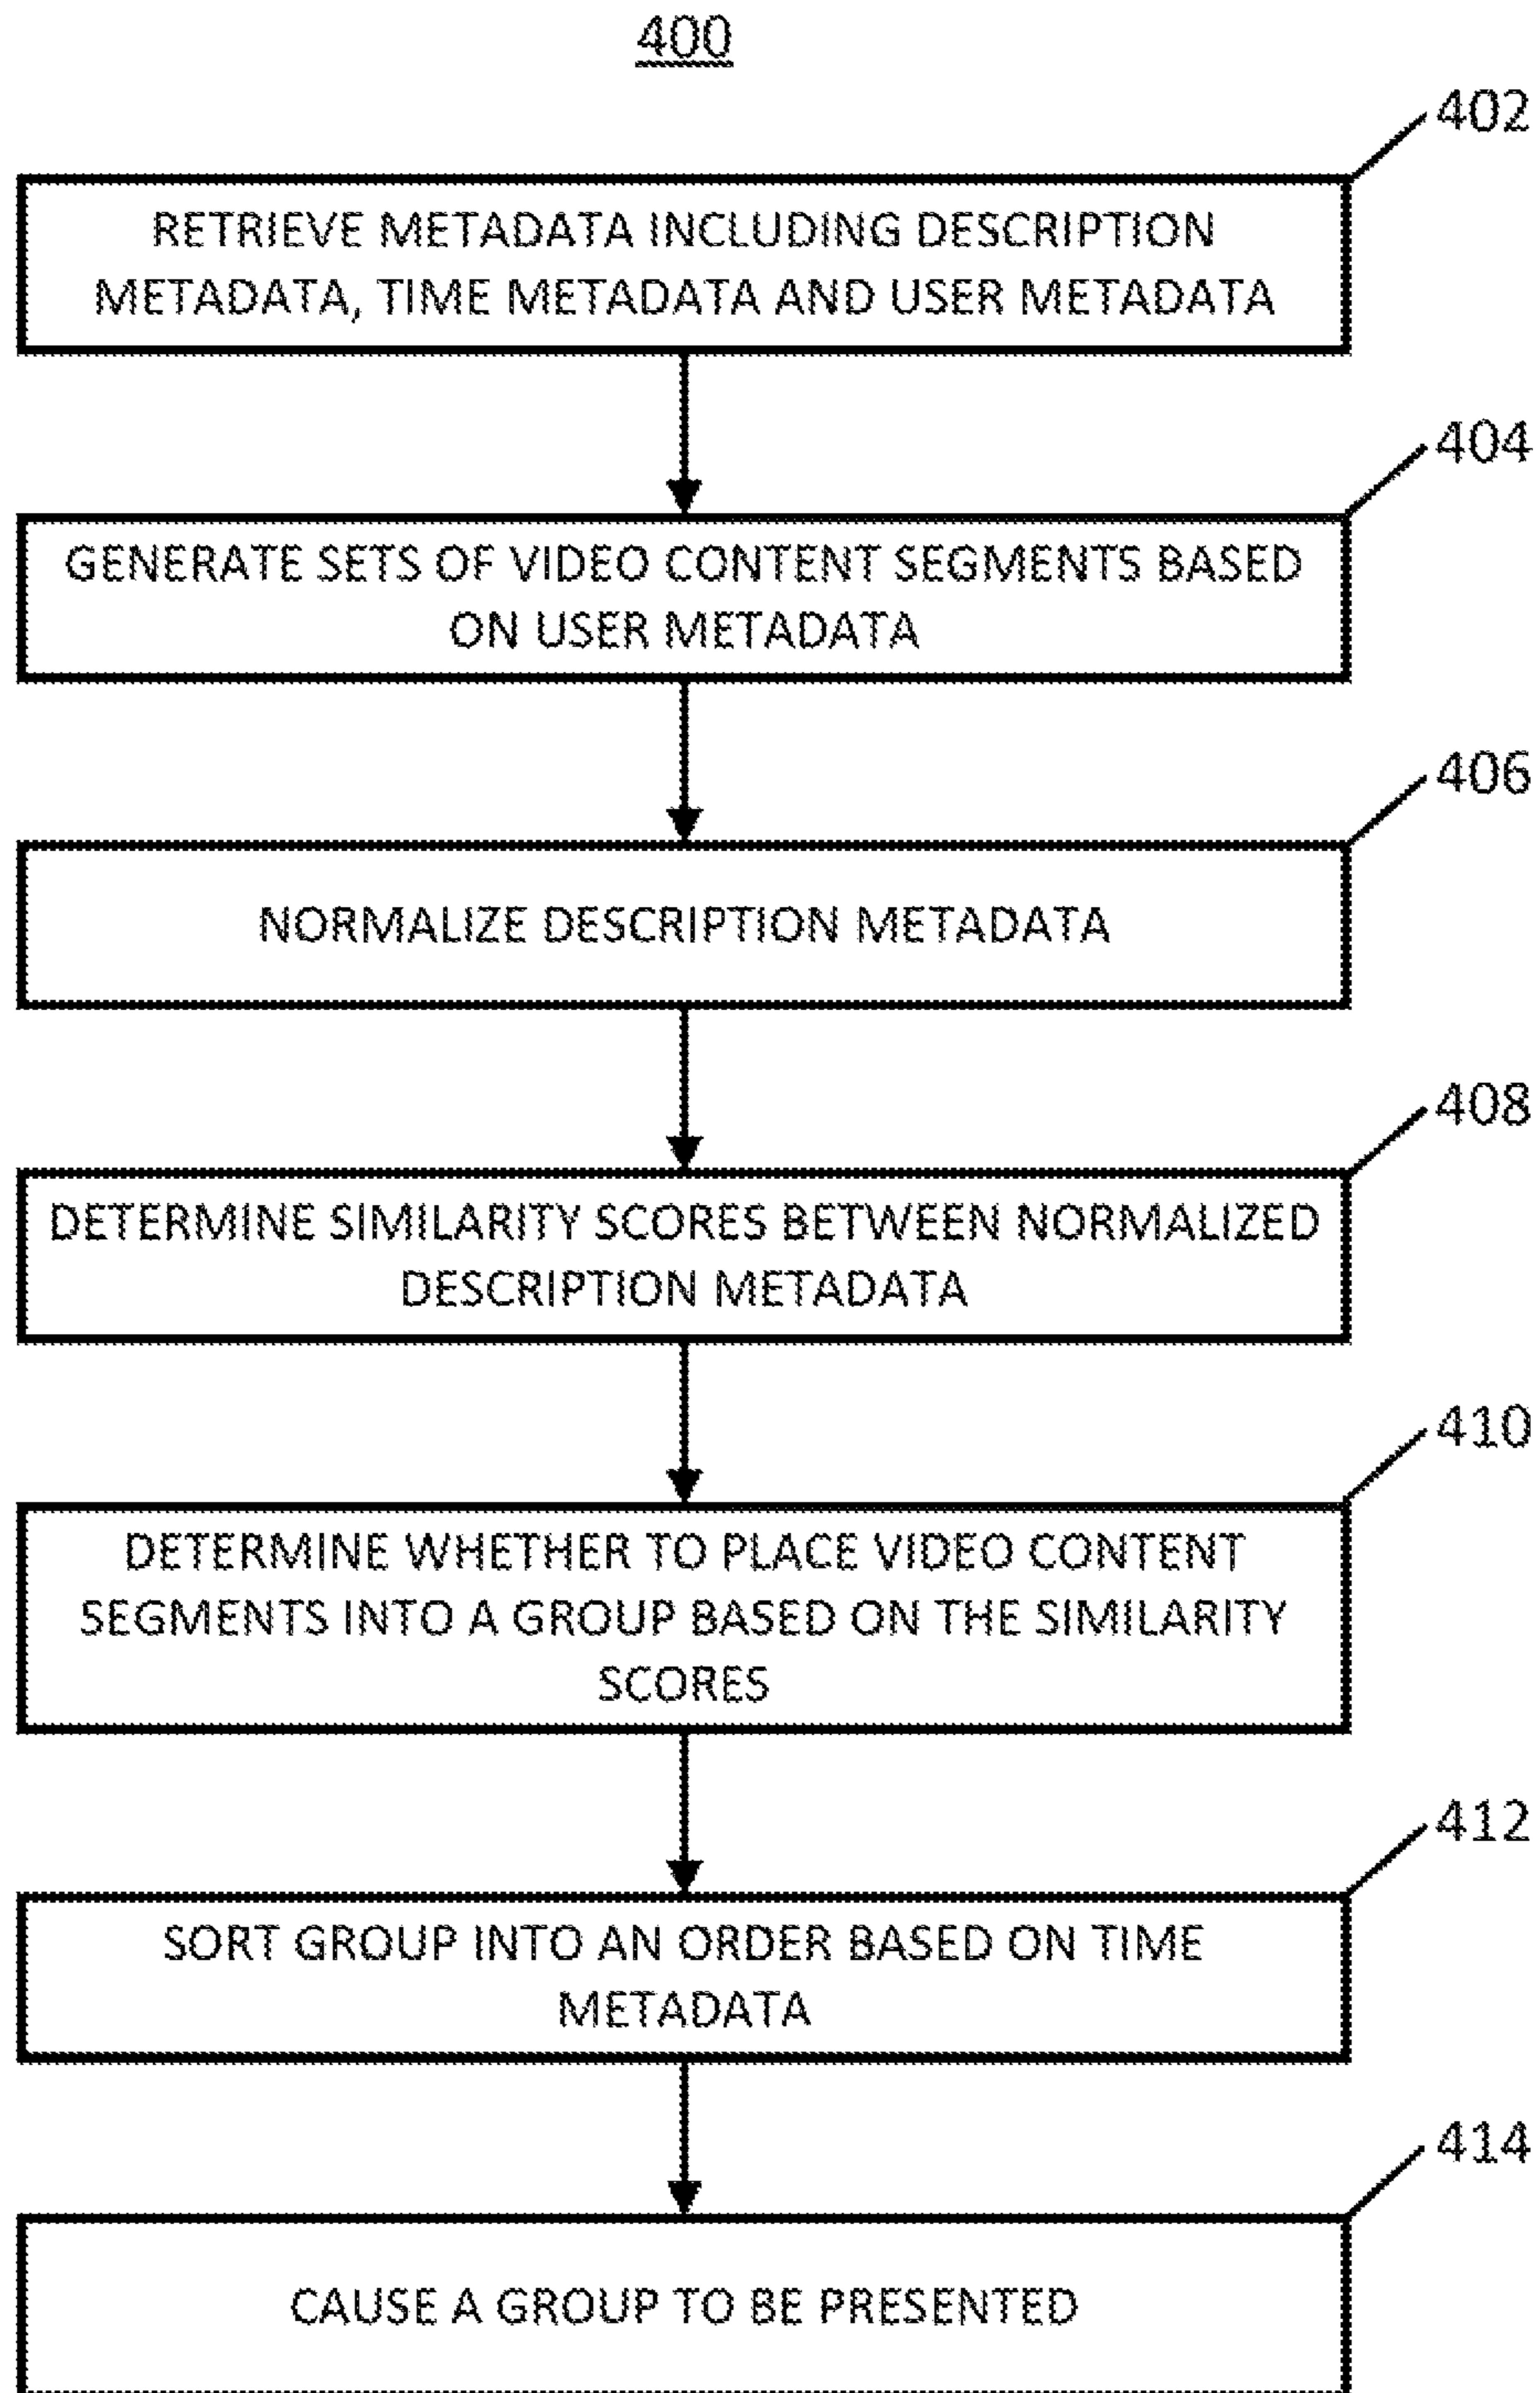 400
402
RETRIEVE METADATA INCLUDING DESCRIPTION
METADATA, TIME METADATA AND USER METADATA
404
GENERATE SETS OF VIDEO CONTENT SEGMENTS BASED
ON USER METADATA
406
NORMALIZE DESCRIPTION METADATA
408
DETERMINE SIMILARITY SCORES BETWEEN NORMALIZED
DESCRIPTION METADATA
410
DETERMINE WHETHER TO PLACE VIDEO CONTENT
SEGMENTS INTO A GROUP BASED ON THE SIMILARITY
SCORES
412
SORT GROUP INTO AN ORDER BASED ON TIME
METADATA
414
CAUSE A GROUP TO BE PRESENTED